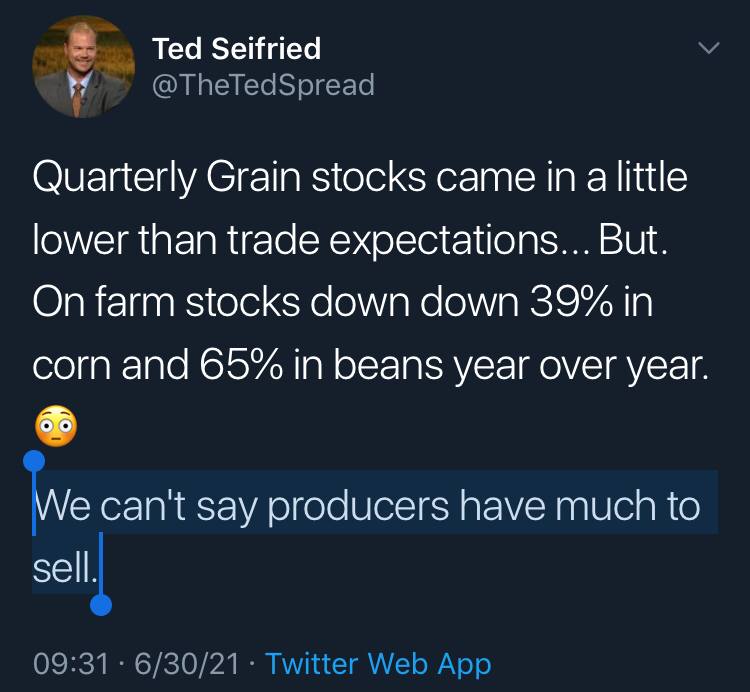 Ted Seifried
@TheTedSpread
Quarterly Grain stocks came in a little
lower than trade expectations... But.
On farm stocks down down 39% in
corn and 65% in beans year over year.
😳
We can't say producers have much to
sell.
09:31 · 6/30/21 · Twitter Web App